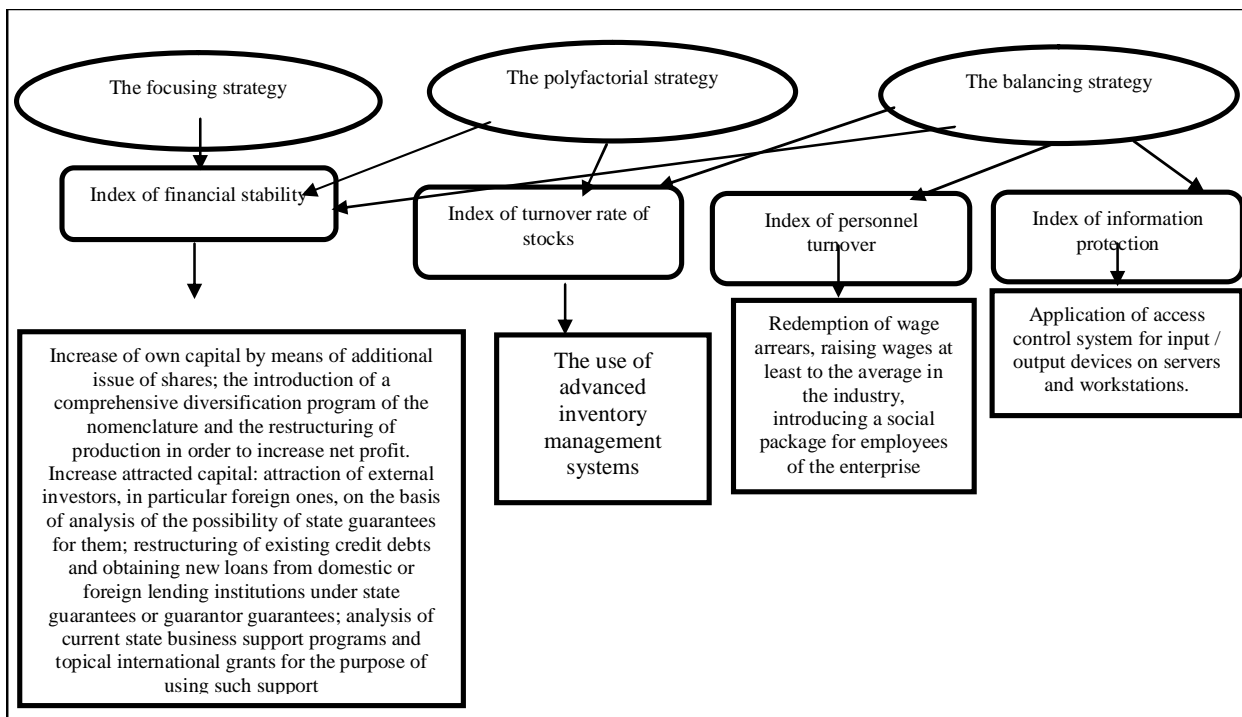 The focusing strategy
The polyfactorial strategy
The balancing strategy
Index of financial stability
Index of turnover rate of
stocks
Index of personnel
turnover
Index of information
protection
Increase of own capital by means of additional
issue of shares; the introduction of a
comprehensive diversification program of the
nomenclature and the restructuring of
production in order to increase net profit.
Increase attracted capital: attraction of external
investors, in particular foreign ones, on the basis
of analysis of the possibility of state guarantees
for them; restructuring of existing credit debts
and obtaining new loans from domestic or
foreign lending institutions under state
guarantees or guarantor guarantees; analysis of
current state business support programs and
topical international grants for the purpose of
using such support
The use of
advanced
inventory
management
systems
Redemption of wage
arrears, raising wages at
least to the average in
the industry,
introducing a social
package for employees
of the enterprise
Application of access
control system for input /
output devices on servers
and workstations.